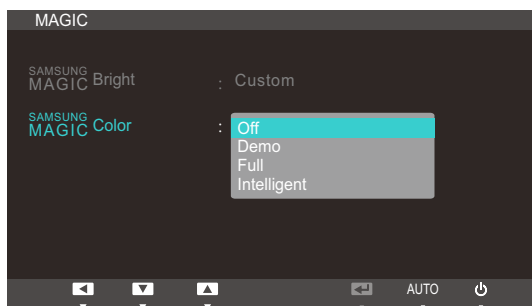 MAGIC
SAMSUNG
MAGIC Bright : Custom
SAMSUNG
MAGIC Color : Off
Demo
Full
Intelligent
AUTO